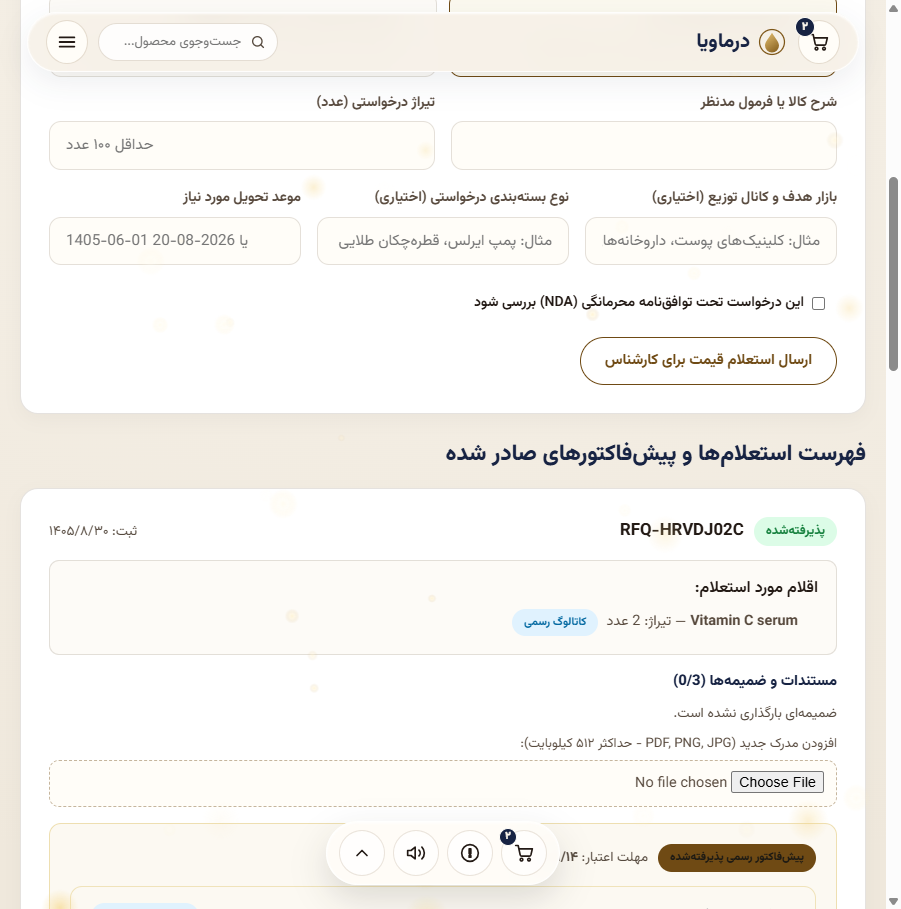 ۲
درماویا
جست‌وجوی محصول...
شرح کالا یا فرمول مدنظر
تیراژ درخواستی (عدد)
حداقل ۱۰۰ عدد
بازار هدف و کانال توزیع (اختیاری)
نوع بسته‌بندی درخواستی (اختیاری)
موعد تحویل مورد نیاز
مثال: کلینیک‌های پوست، داروخانه‌ها
مثال: پمپ ایرلس، قطره‌چکان طلایی
1405-06-01 یا 2026-08-20
این درخواست تحت توافق‌نامه محرمانگی (NDA) بررسی شود
ارسال استعلام قیمت برای کارشناس
فهرست استعلام‌ها و پیش‌فاکتورهای صادر شده
پذیرفته‌شده
RFQ-HRVDJ02C
ثبت: ۱۴۰۵/۸/۳۰
اقلام مورد استعلام:
Vitamin C serum — تیراژ: 2 عدد
کاتالوگ رسمی
مستندات و ضمیمه‌ها (0/3)
ضمیمه‌ای بارگذاری نشده است.
افزودن مدرک جدید (PDF, PNG, JPG - حداکثر ۵۱۲ کیلوبایت):
Choose File No file chosen
پیش‌فاکتور رسمی پذیرفته‌شده
مهلت اعتبار:
۲